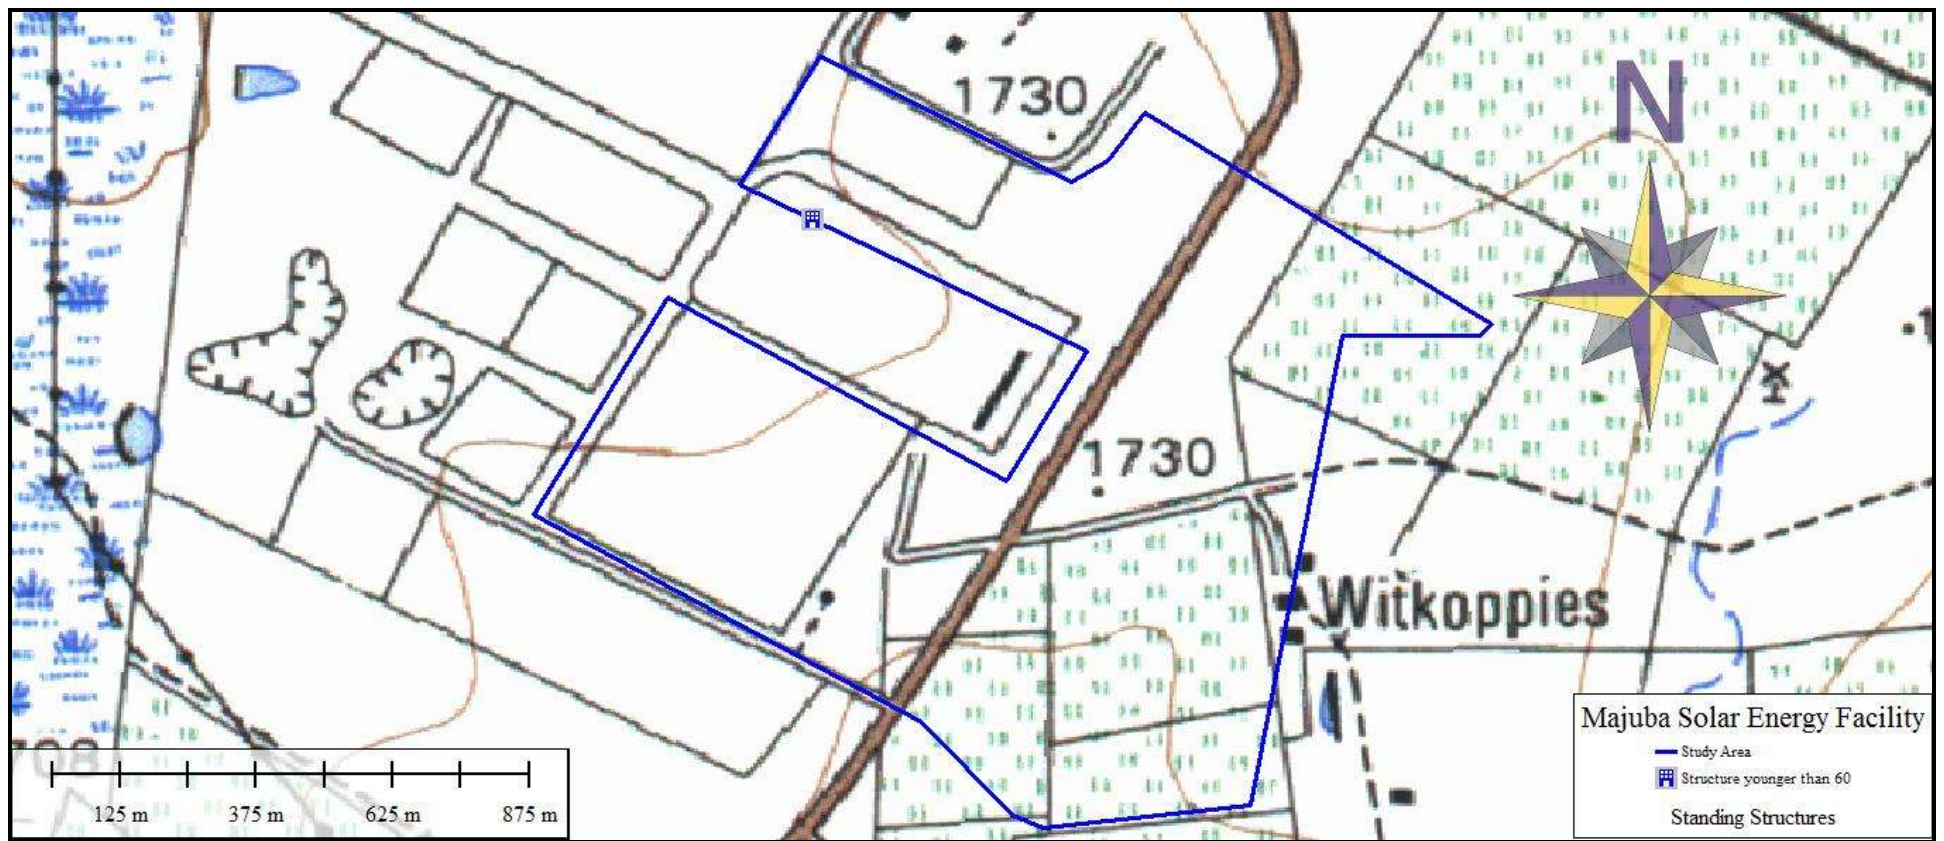 N
1730
1730
Witkoppies
708
125 m 375 m 625 m 875 m
Majuba Solar Energy Facility
Study Area
Structure younger than 60
Standing Structures